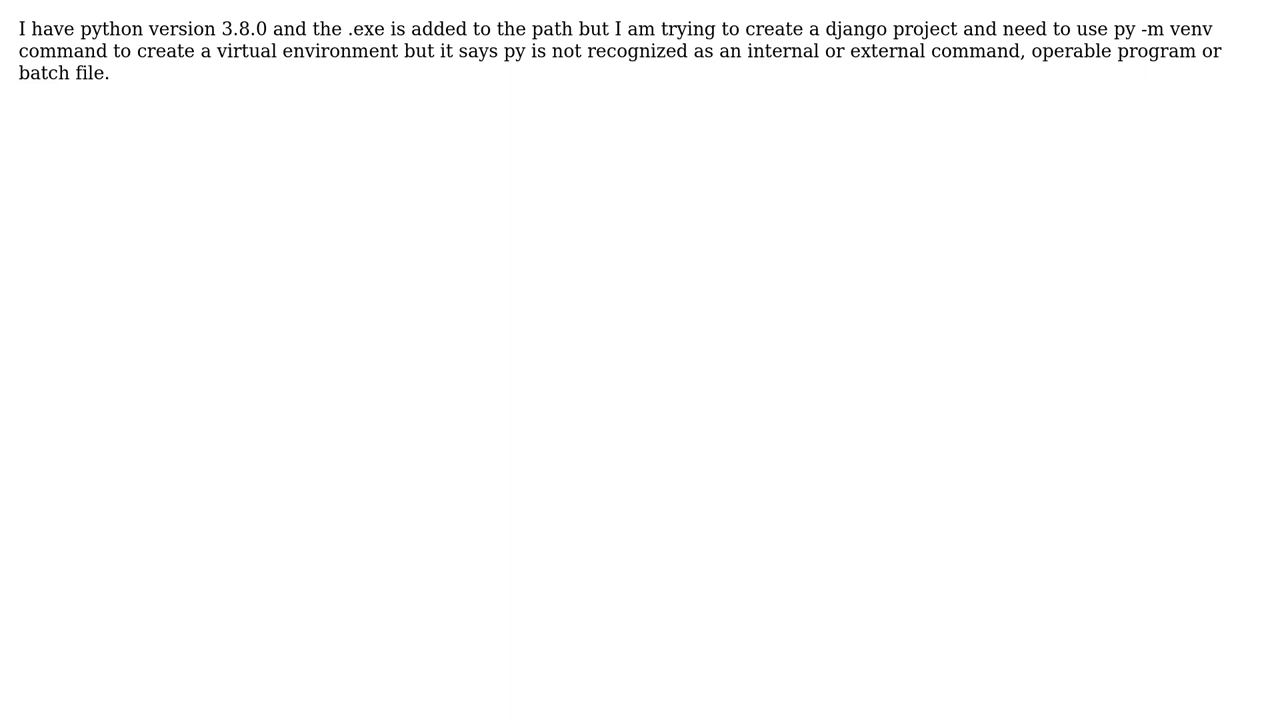 I have python version 3.8.0 and the .exe is added to the path but I am trying to create a django project and need to use py -m venv
command to create a virtual environment but it says py is not recognized as an internal or external command, operable program or
batch file.